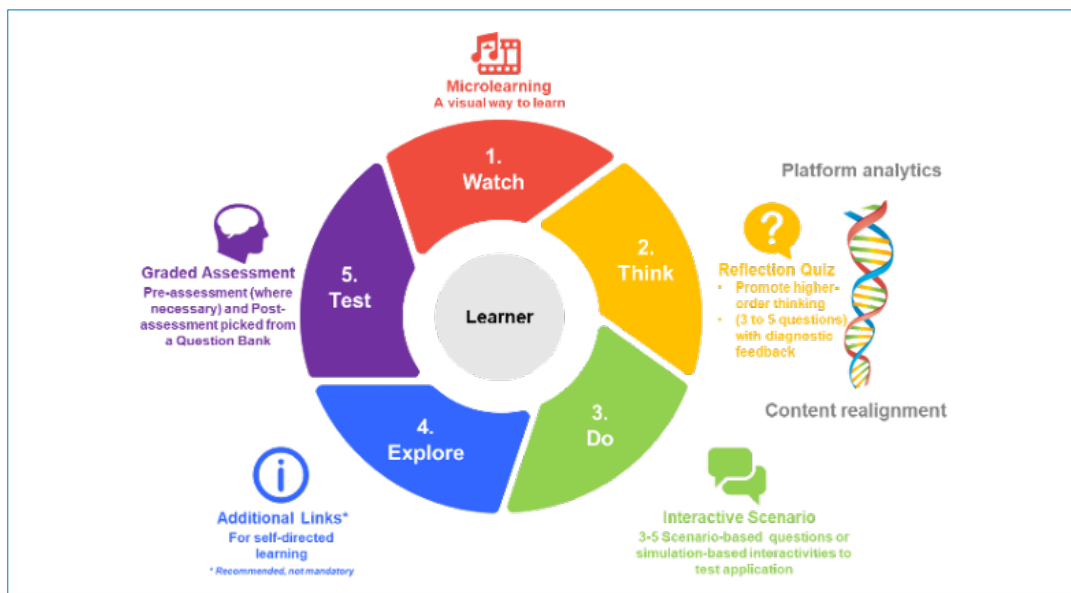 Microlearning
A visual way to learn
1.
Watch
Platform analytics
2.
Think
Reflection Quiz
• Promote higher-
order thinking
• (3 to 5 questions)
with diagnostic
feedback
Content realignment
3.
Do
Interactive Scenario
3-5 Scenario-based questions or
simulation-based interactivities to
test application
4.
Explore
Additional Links*
For self-directed
learning
* Recommended, not mandatory
5.
Test
Graded Assessment
Pre-assessment (where
necessary) and Post-
assessment picked from
a Question Bank
Learner